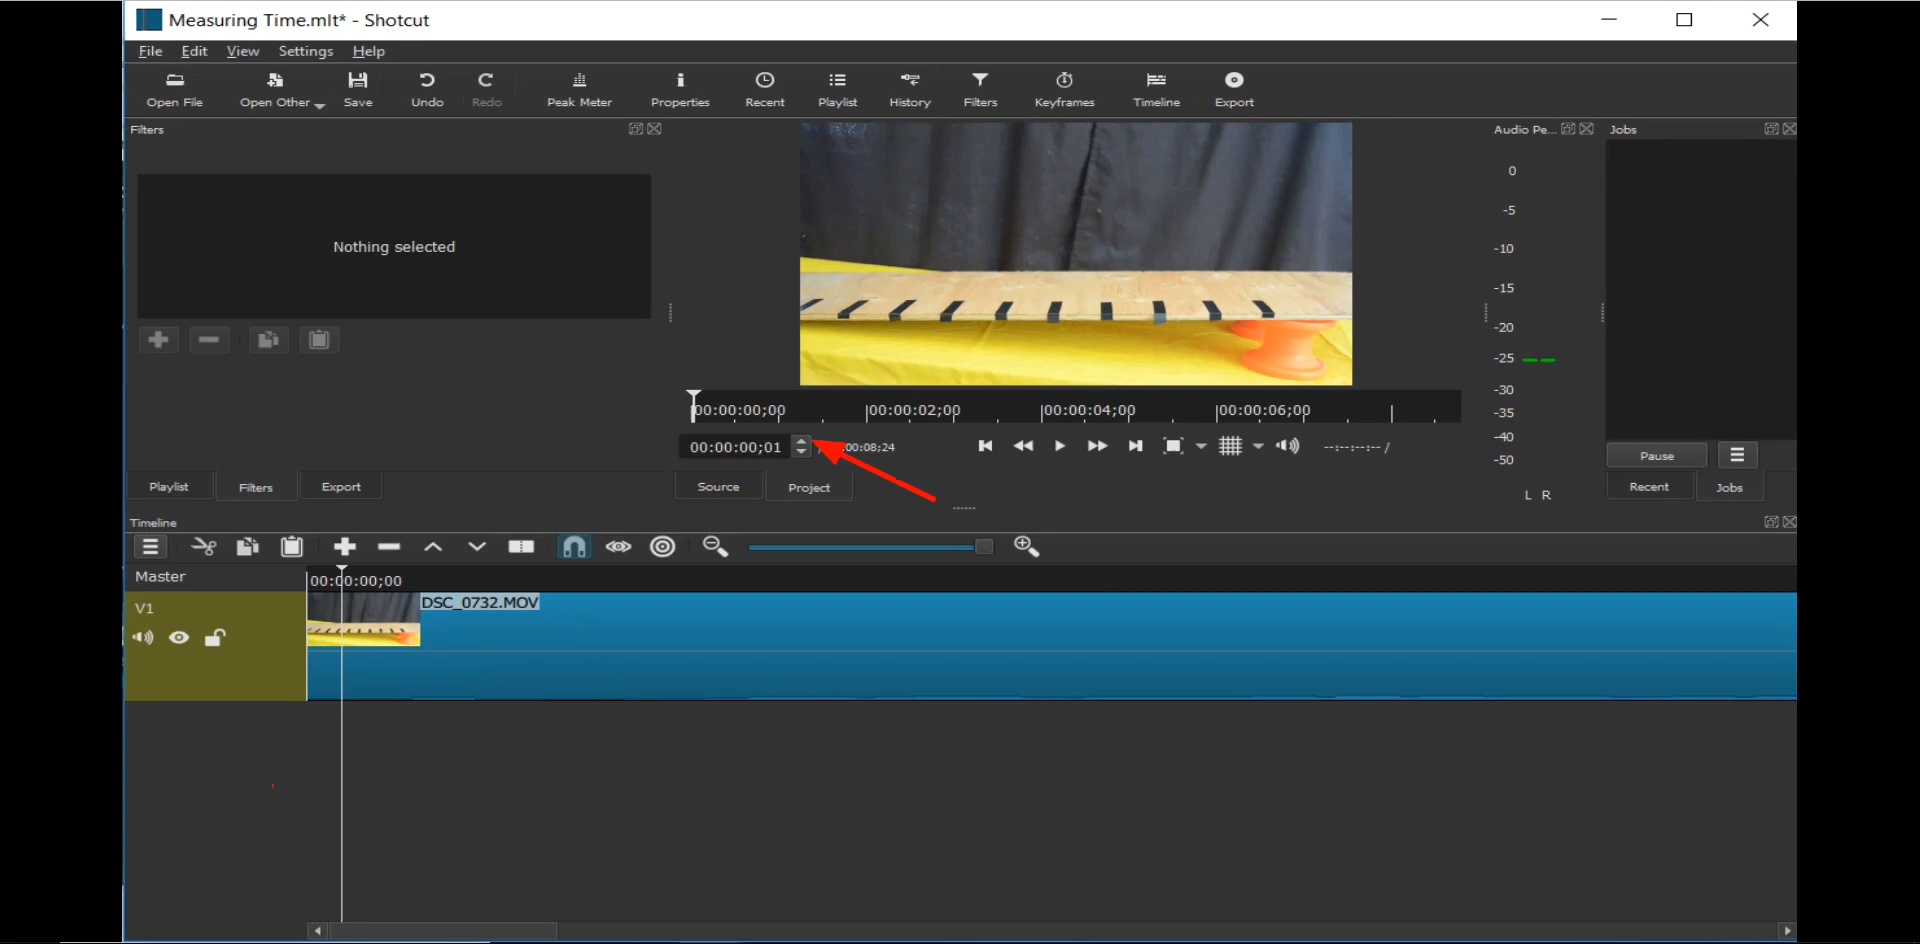 Measuring Time.mlt* - Shotcut
File Edit View Settings Help
Open File Open Other Save Undo Redo Peak Meter Properties Recent Playlist History Filters Keyframes Timeline Export
Filters
Audio Pe...
Jobs
Nothing selected
0
-5
-10
-15
-20
-25
-30
-35
-40
-50
L R
00:00:00;00 00:00:02;00 00:00:04;00 00:00:06;00
00:00:00;01 :00:08;24 --:--:--:-- /
Pause
Playlist Filters Export
Source Project
Recent Jobs
Timeline
Master
00:00:00;00
V1
DSC_0732.MOV